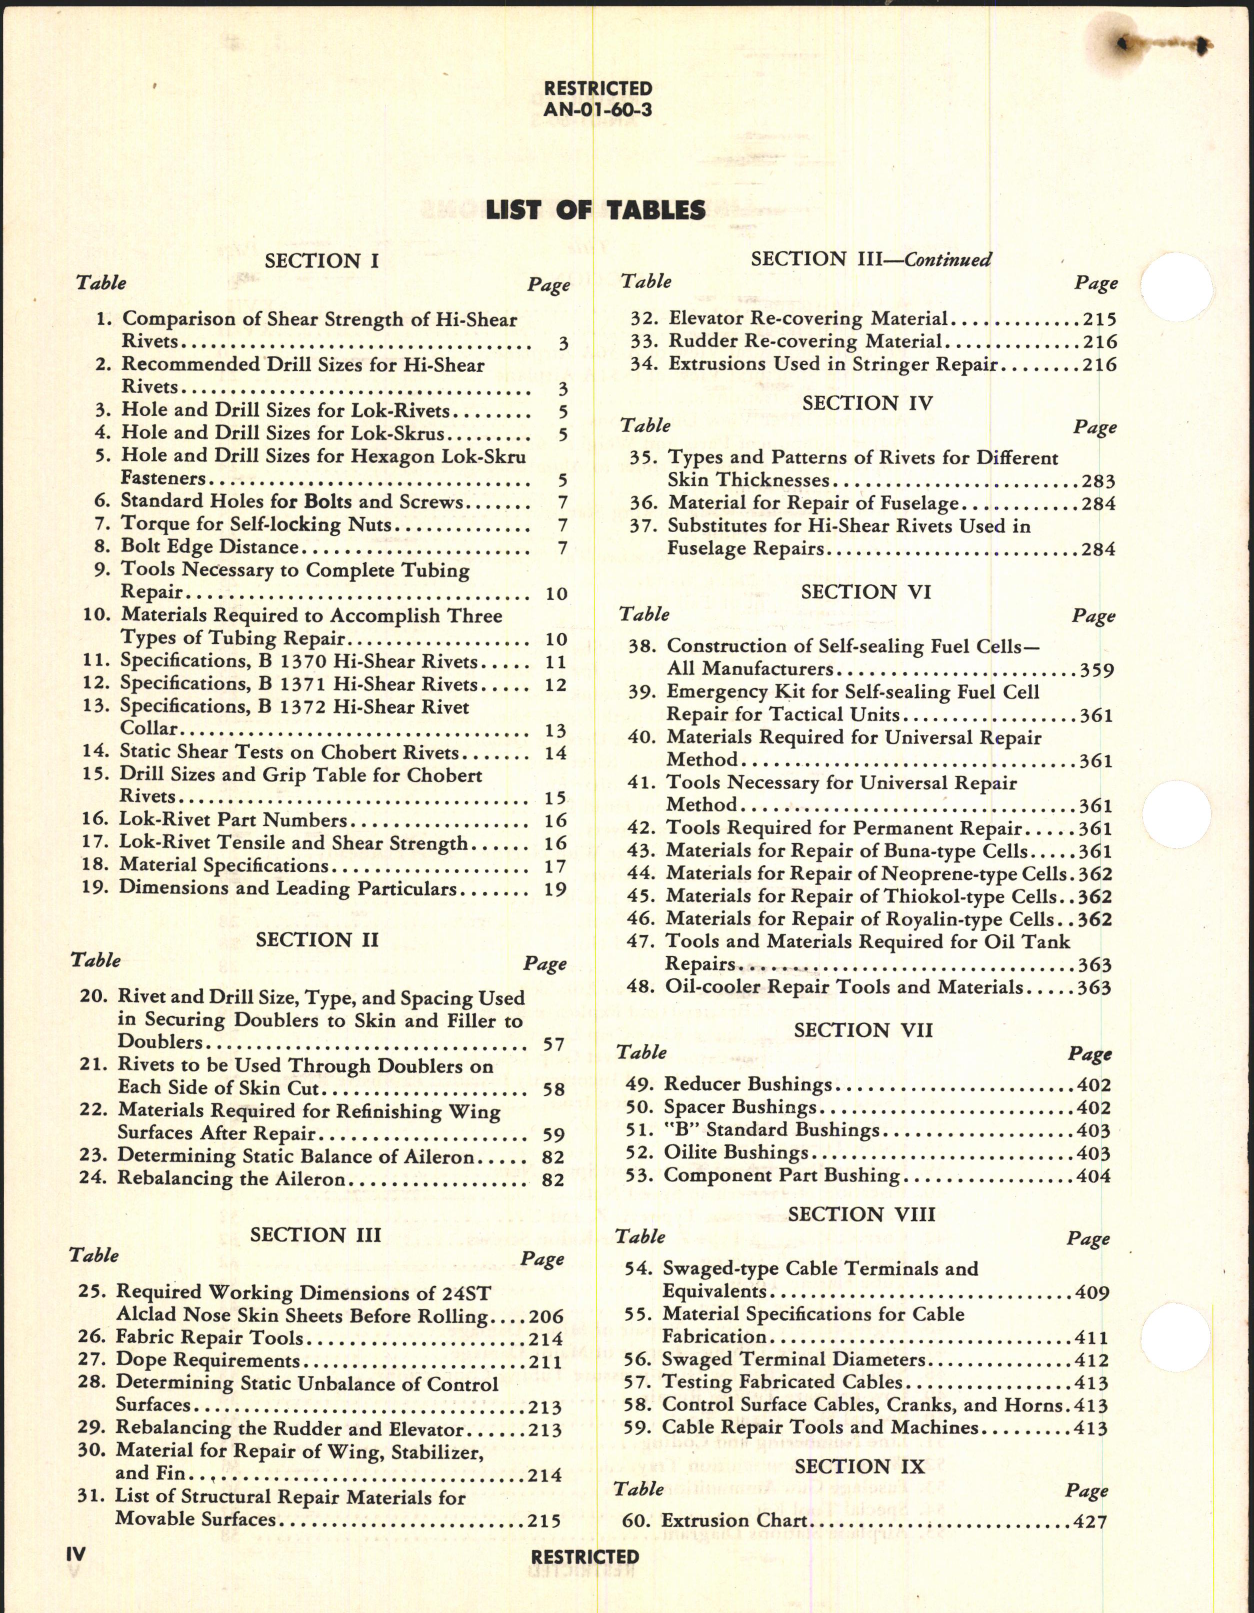 RESTRICTED
AN-01-60-3
LIST OF TABLES
SECTION I
Table Page
1. Comparison of Shear Strength of Hi-Shear
Rivets.................................... 3
2. Recommended Drill Sizes for Hi-Shear
Rivets.................................... 3
3. Hole and Drill Sizes for Lok-Rivets........ 5
4. Hole and Drill Sizes for Lok-Skrus......... 5
5. Hole and Drill Sizes for Hexagon Lok-Skru
Fasteners................................. 5
6. Standard Holes for Bolts and Screws....... 7
7. Torque for Self-locking Nuts.............. 7
8. Bolt Edge Distance........................ 7
9. Tools Necessary to Complete Tubing
Repair................................... 10
10. Materials Required to Accomplish Three
Types of Tubing Repair................... 10
11. Specifications, B 1370 Hi-Shear Rivets..... 11
12. Specifications, B 1371 Hi-Shear Rivets..... 12
13. Specifications, B 1372 Hi-Shear Rivet
Collar.................................... 13
14. Static Shear Tests on Chobert Rivets....... 14
15. Drill Sizes and Grip Table for Chobert
Rivets.................................... 15
16. Lok-Rivet Part Numbers................... 16
17. Lok-Rivet Tensile and Shear Strength...... 16
18. Material Specifications..................... 17
19. Dimensions and Leading Particulars....... 19
SECTION II
Table Page
20. Rivet and Drill Size, Type, and Spacing Used
in Securing Doublers to Skin and Filler to
Doublers................................. 57
21. Rivets to be Used Through Doublers on
Each Side of Skin Cut..................... 58
22. Materials Required for Refinishing Wing
Surfaces After Repair..................... 59
23. Determining Static Balance of Aileron..... 82
24. Rebalancing the Aileron................... 82
SECTION III
Table Page
25. Required Working Dimensions of 24ST
Alclad Nose Skin Sheets Before Rolling....206
26. Fabric Repair Tools.......................214
27. Dope Requirements.......................211
28. Determining Static Unbalance of Control
Surfaces..................................213
29. Rebalancing the Rudder and Elevator......213
30. Material for Repair of Wing, Stabilizer,
and Fin...................................214
31. List of Structural Repair Materials for
Movable Surfaces..........................215
SECTION III—Continued
Table Page
32. Elevator Re-covering Material.............215
33. Rudder Re-covering Material..............216
34. Extrusions Used in Stringer Repair........216
SECTION IV
Table Page
35. Types and Patterns of Rivets for Different
Skin Thicknesses.........................283
36. Material for Repair of Fuselage............284
37. Substitutes for Hi-Shear Rivets Used in
Fuselage Repairs..........................284
SECTION VI
Table Page
38. Construction of Self-sealing Fuel Cells—
All Manufacturers.........................359
39. Emergency Kit for Self-sealing Fuel Cell
Repair for Tactical Units..................361
40. Materials Required for Universal Repair
Method...................................361
41. Tools Necessary for Universal Repair
Method...................................361
42. Tools Required for Permanent Repair.....361
43. Materials for Repair of Buna-type Cells.....361
44. Materials for Repair of Neoprene-type Cells.362
45. Materials for Repair of Thiokol-type Cells..362
46. Materials for Repair of Royalin-type Cells..362
47. Tools and Materials Required for Oil Tank
Repairs...................................363
48. Oil-cooler Repair Tools and Materials.....363
SECTION VII
Table Page
49. Reducer Bushings.........................402
50. Spacer Bushings...........................402
51. "B" Standard Bushings....................403
52. Oilite Bushings...........................403
53. Component Part Bushing..................404
SECTION VIII
Table Page
54. Swaged-type Cable Terminals and
Equivalents...............................409
55. Material Specifications for Cable
Fabrication................................411
56. Swaged Terminal Diameters...............412
57. Testing Fabricated Cables.................413
58. Control Surface Cables, Cranks, and Horns.413
59. Cable Repair Tools and Machines.........413
SECTION IX
Table Page
60. Extrusion Chart...........................427
IV RESTRICTED